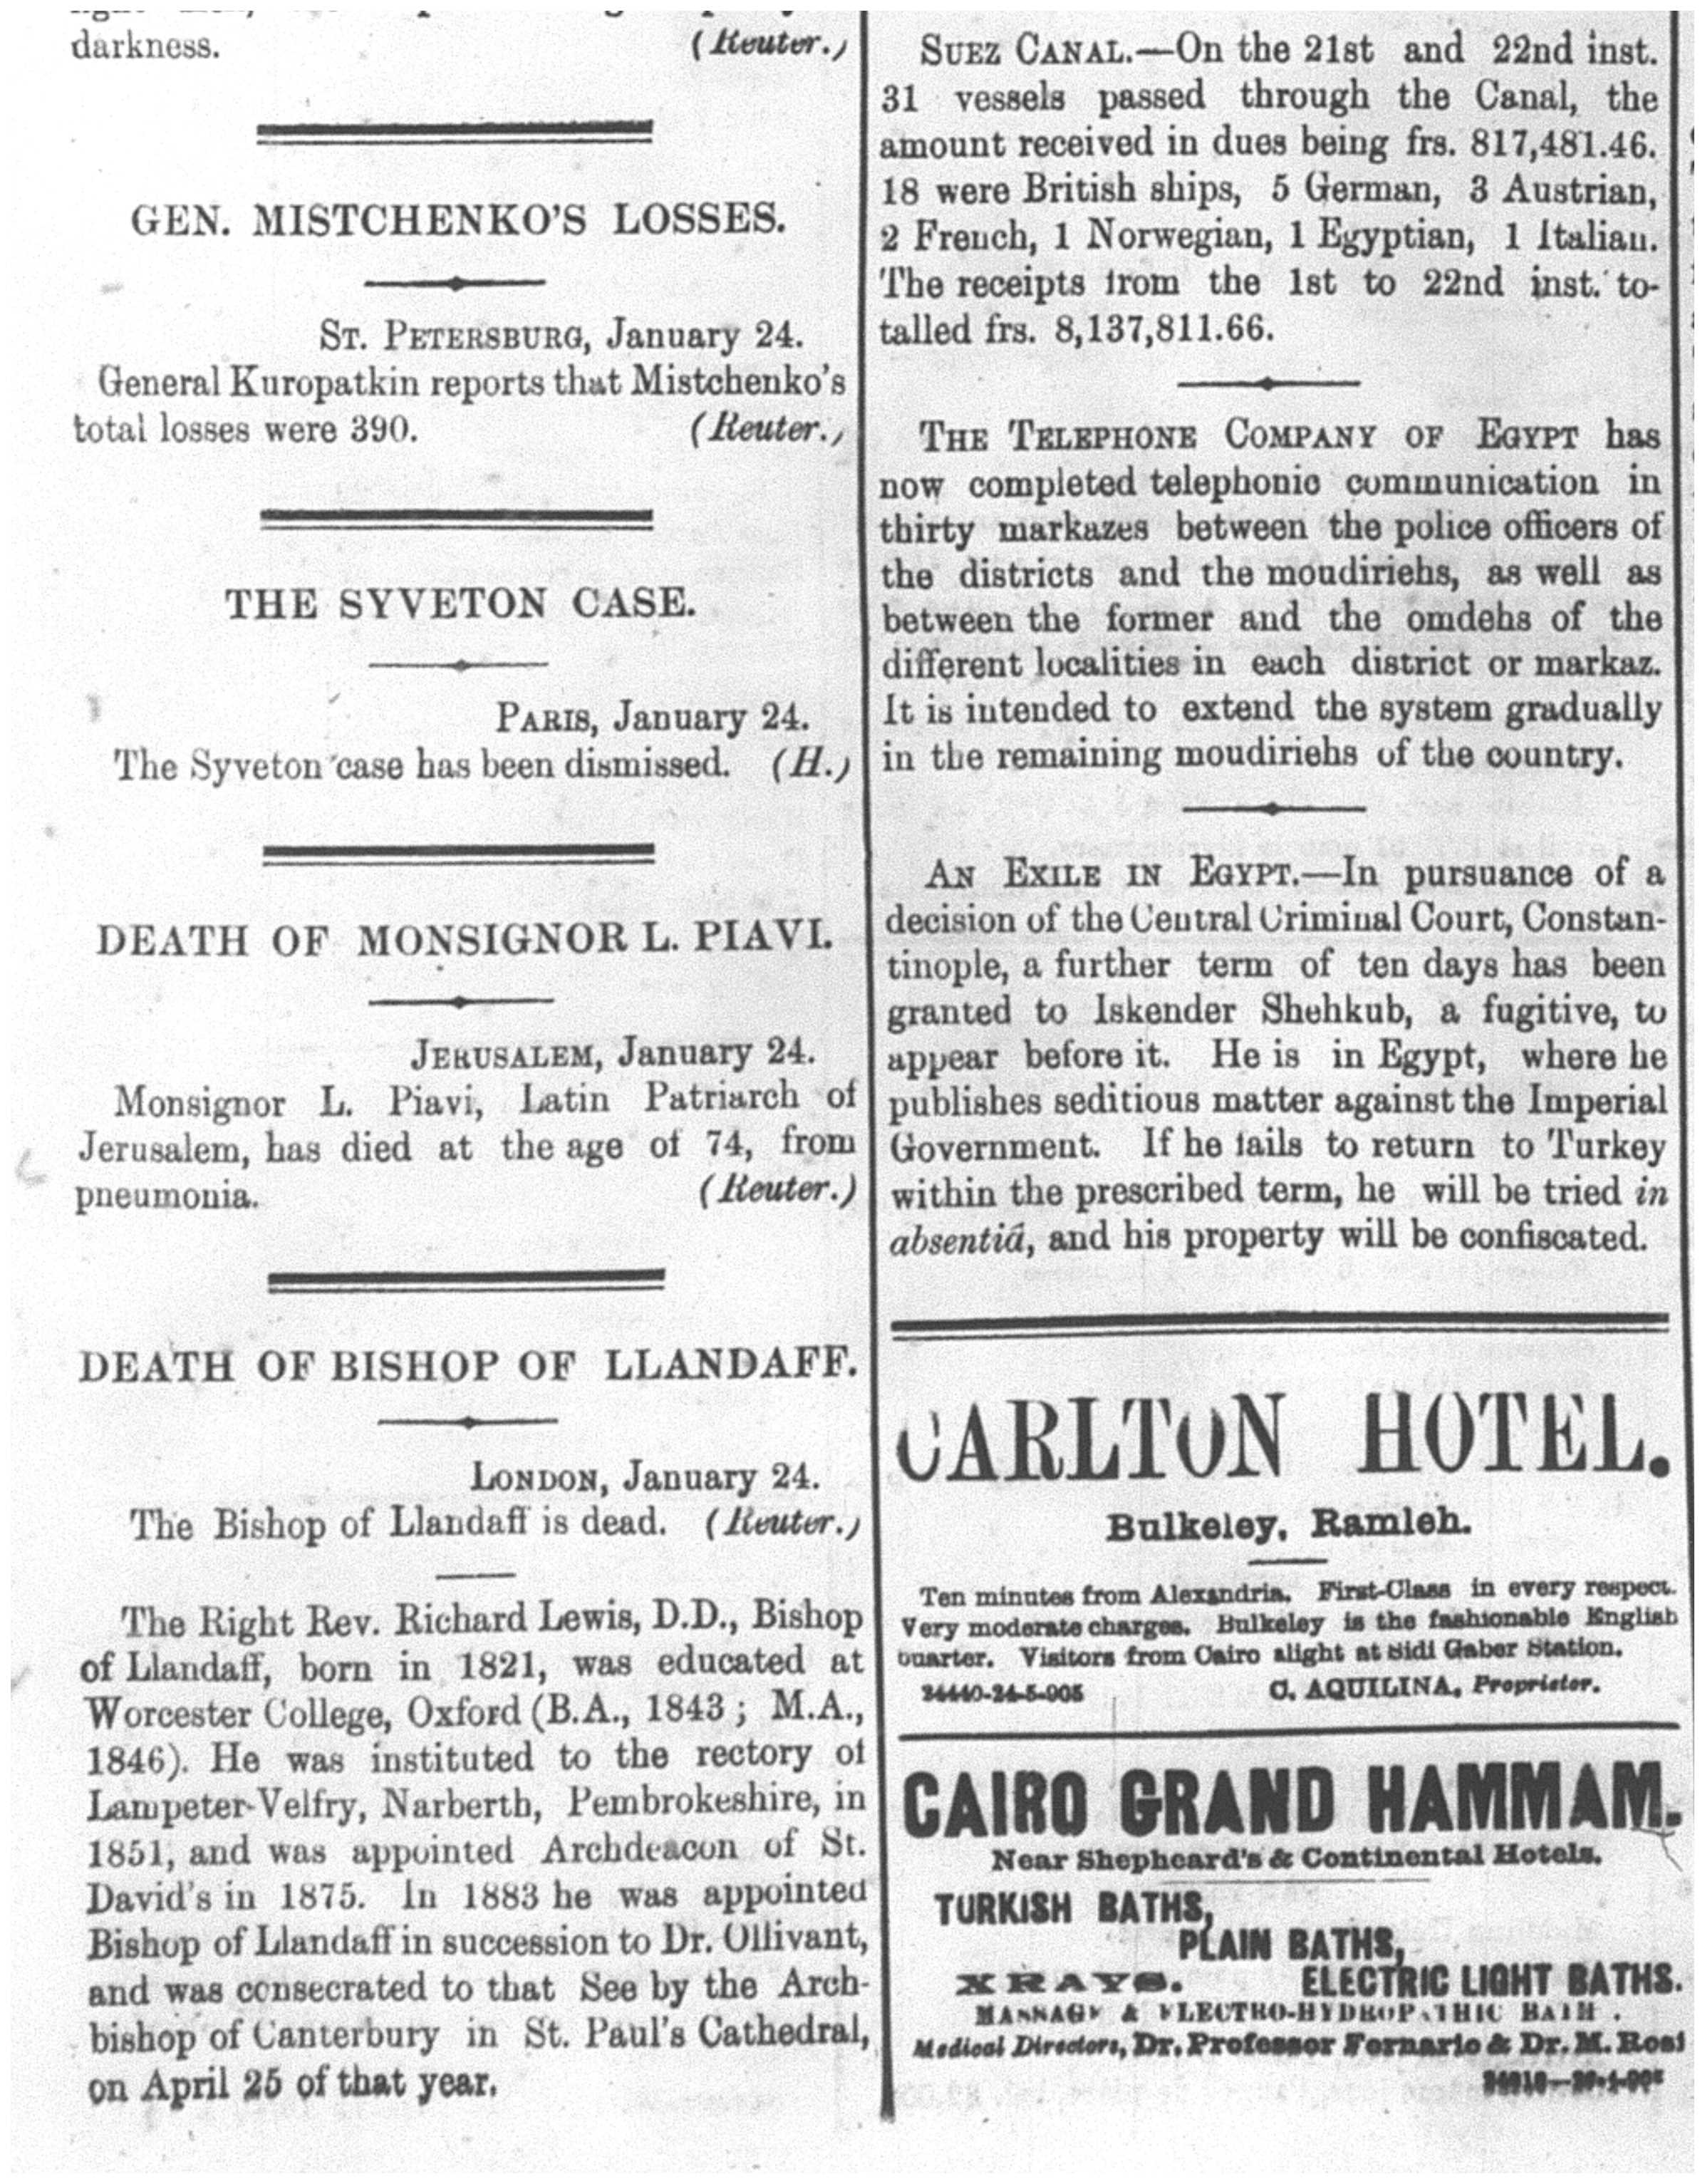 darkness. (Reuter.)
GEN. MISTCHENKO'S LOSSES.
ST. PETERSBURG, January 24.
General Kuropatkin reports that Mistchenko's
total losses were 390. (Reuter.)
THE SYVETON CASE.
PARIS, January 24.
The Syveton case has been dismissed. (H.)
DEATH OF MONSIGNOR L. PIAVI.
JERUSALEM, January 24.
Monsignor L. Piavi, Latin Patriarch of
Jerusalem, has died at the age of 74, from
pneumonia. (Reuter.)
DEATH OF BISHOP OF LLANDAFF.
LONDON, January 24.
The Bishop of Llandaff is dead. (Reuter.)
The Right Rev. Richard Lewis, D.D., Bishop
of Llandaff, born in 1821, was educated at
Worcester College, Oxford (B.A., 1843 ; M.A.,
1846). He was instituted to the rectory of
Lampeter-Velfry, Narberth, Pembrokeshire, in
1851, and was appointed Archdeacon of St.
David's in 1875. In 1883 he was appointed
Bishop of Llandaff in succession to Dr. Ollivant,
and was consecrated to that See by the Arch-
bishop of Canterbury in St. Paul's Cathedral,
on April 25 of that year.
SUEZ CANAL.—On the 21st and 22nd inst.
31 vessels passed through the Canal, the
amount received in dues being frs. 817,481.46.
18 were British ships, 5 German, 3 Austrian,
2 French, 1 Norwegian, 1 Egyptian, 1 Italian.
The receipts from the 1st to 22nd inst. to-
talled frs. 8,137,811.66.
THE TELEPHONE COMPANY OF EGYPT has
now completed telephonic communication in
thirty markazes between the police officers of
the districts and the moudiriehs, as well as
between the former and the omdehs of the
different localities in each district or markaz.
It is intended to extend the system gradually
in the remaining moudiriehs of the country.
AN EXILE IN EGYPT.—In pursuance of a
decision of the Central Criminal Court, Constan-
tinople, a further term of ten days has been
granted to Iskender Shehkub, a fugitive, to
appear before it. He is in Egypt, where he
publishes seditious matter against the Imperial
Government. If he fails to return to Turkey
within the prescribed term, he will be tried in
absentiâ, and his property will be confiscated.
CARLTON HOTEL.
Bulkeley, Ramleh.
Ten minutes from Alexandria. First-Class in every respect.
Very moderate charges. Bulkeley is the fashionable English
quarter. Visitors from Cairo alight at Sidi Gaber Station.
24440-24-5-905 C. AQUILINA, Proprietor.
CAIRO GRAND HAMMAM.
Near Shepheard's & Continental Hotels.
TURKISH BATHS,
PLAIN BATHS,
X RAYS. ELECTRIC LIGHT BATHS.
MASSAGE & ELECTRO-HYDROPATHIC BATH.
Medical Directors, Dr. Professor Fornario & Dr. M. Rosi